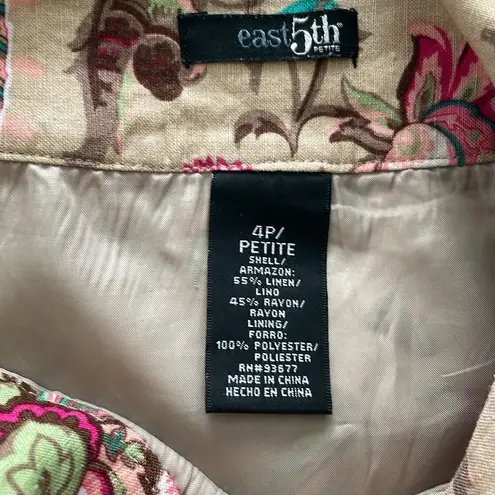 east5th®
PETITE
4P/
PETITE
SHELL/
ARMAZON:
55% LINEN/
LINO
45% RAYON/
RAYON
LINING/
FORRO:
100% POLYESTER/
POLIESTER
RN#93677
MADE IN CHINA
HECHO EN CHINA